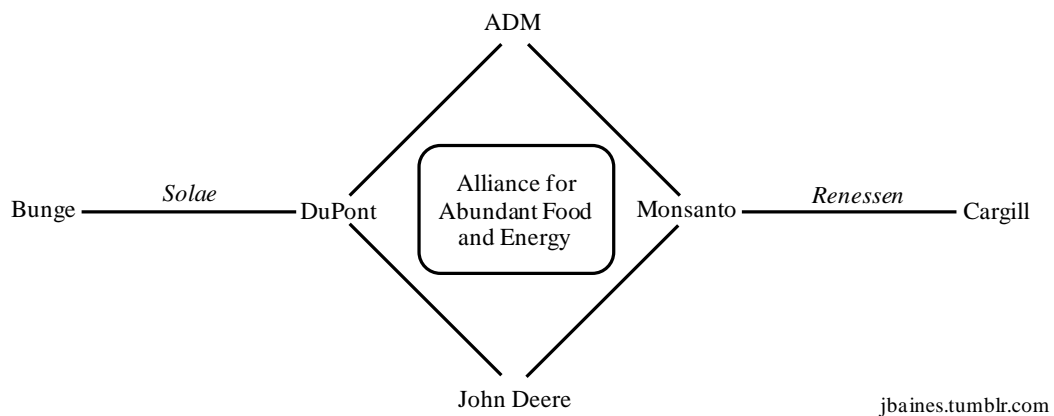 ADM
Alliance for
Abundant Food
and Energy
Bunge
Solae
DuPont
Monsanto
Renessen
Cargill
John Deere
jbaines.tumblr.com